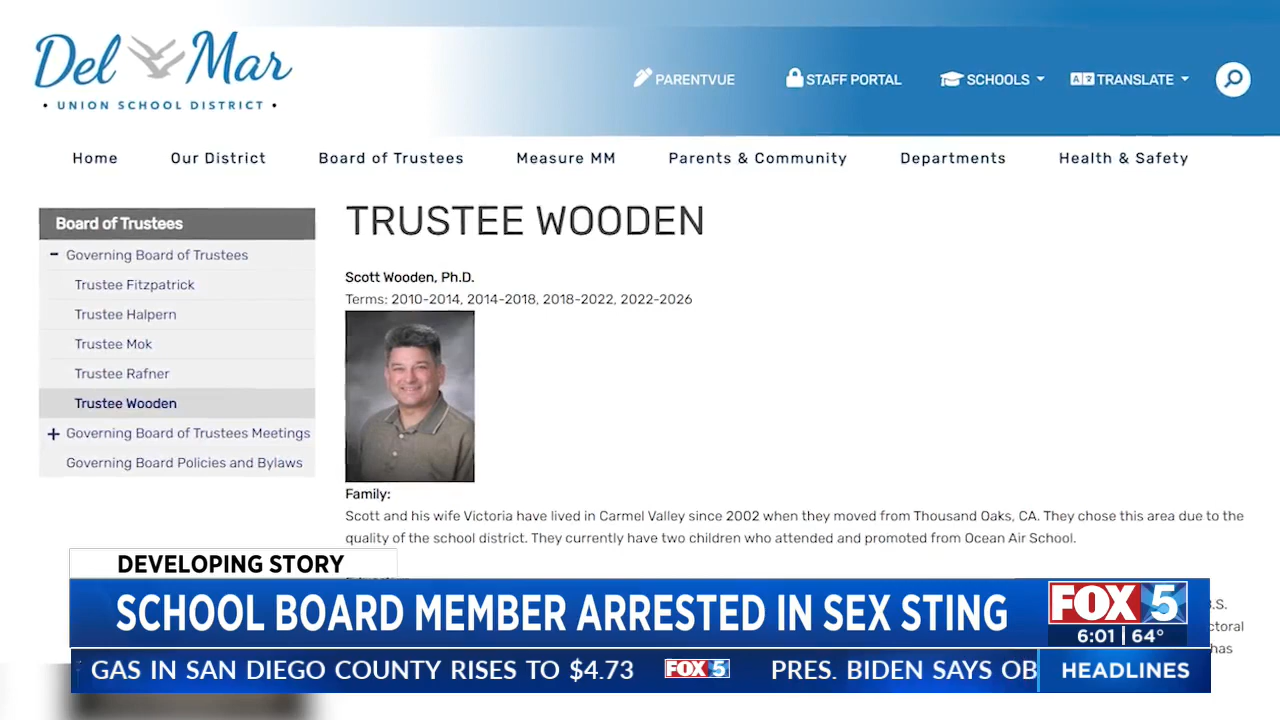 Del Mar
• UNION SCHOOL DISTRICT •
PARENTVUE
STAFF PORTAL
SCHOOLS
TRANSLATE
Home
Our District
Board of Trustees
Measure MM
Parents & Community
Departments
Health & Safety
Board of Trustees
Governing Board of Trustees
Trustee Fitzpatrick
Trustee Halpern
Trustee Mok
Trustee Rafner
Trustee Wooden
Governing Board of Trustees Meetings
Governing Board Policies and Bylaws
TRUSTEE WOODEN
Scott Wooden, Ph.D.
Terms: 2010-2014, 2014-2018, 2018-2022, 2022-2026
Family:
Scott and his wife Victoria have lived in Carmel Valley since 2002 when they moved from Thousand Oaks, CA. They chose this area due to the
quality of the school district. They currently have two children who attended and promoted from Ocean Air School.
DEVELOPING STORY
SCHOOL BOARD MEMBER ARRESTED IN SEX STING
FOX 5
6:01 | 64°
GAS IN SAN DIEGO COUNTY RISES TO $4.73
FOX 5
PRES. BIDEN SAYS OB
HEADLINES